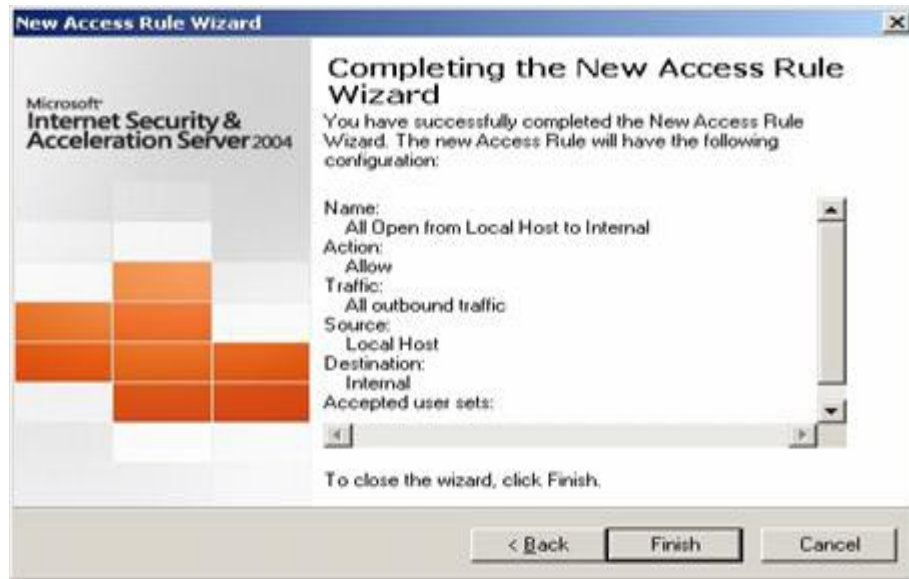 New Access Rule Wizard
Microsoft
Internet Security &
Acceleration Server 2004
Completing the New Access Rule
Wizard
You have successfully completed the New Access Rule
Wizard. The new Access Rule will have the following
configuration:
Name:
All Open from Local Host to Internal
Action:
Allow
Traffic:
All outbound traffic
Source:
Local Host
Destination:
Internal
Accepted user sets:
To close the wizard, click Finish.
< Back
Finish
Cancel